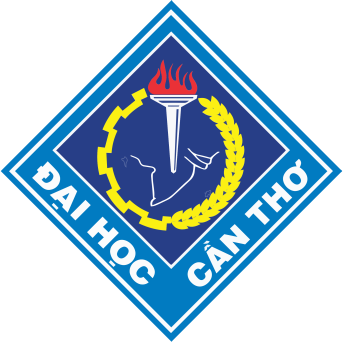 ĐẠI HỌC
CẦN THƠ